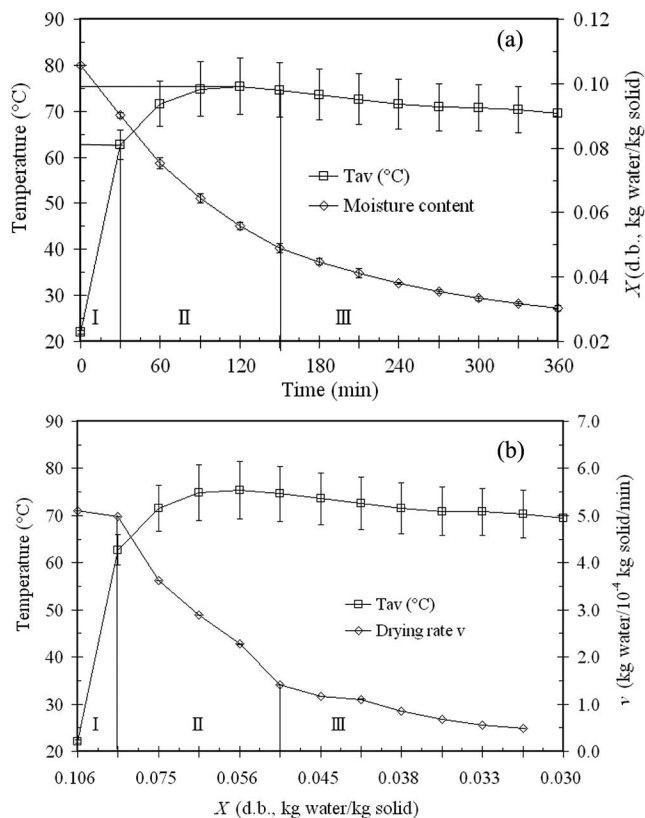 (a)
90
80
70
60
50
40
30
20
Temperature (°C)
0.12
0.10
0.08
0.06
0.04
0.02
X (d.b., kg water/kg solid)
Tav (°C)
Moisture content
I II III
0 60 120 180 240 300 360
Time (min)
(b)
90
80
70
60
50
40
30
20
Temperature (°C)
7.0
6.0
5.0
4.0
3.0
2.0
1.0
0.0
v (kg water/10⁻⁴ kg solid/min)
Tav (°C)
Drying rate v
I II III
0.106 0.075 0.056 0.045 0.038 0.033 0.030
X (d.b., kg water/kg solid)